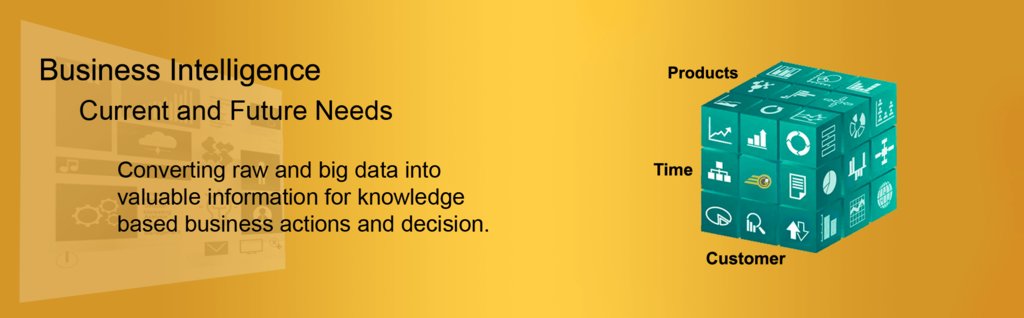 Business Intelligence
Current and Future Needs
Converting raw and big data into
valuable information for knowledge
based business actions and decision.
Products
Time
Customer